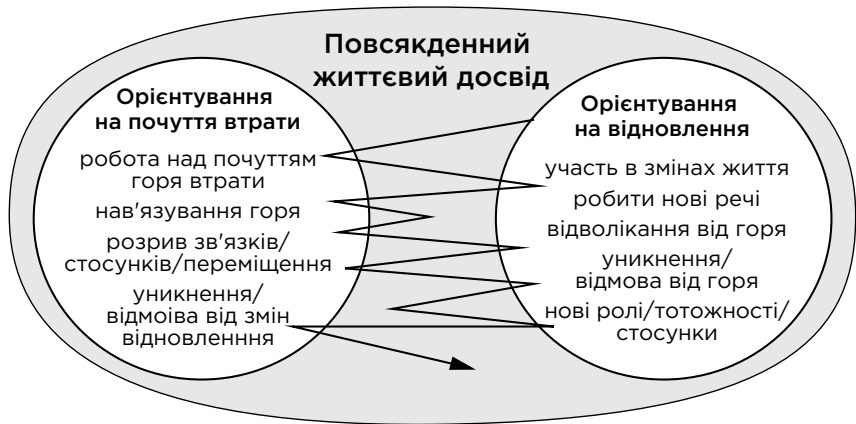 Повсякденний
життєвий досвід
Орієнтування
на почуття втрати
робота над почуттям
горя втрати
нав'язування горя
розрив зв'язків/
стосунків/переміщення
уникнення/
відмоіва від змін
відновленння
Орієнтування
на відновлення
участь в змінах життя
робити нові речі
відволікання від горя
уникнення/
відмова від горя
нові ролі/тотожності/
стосунки